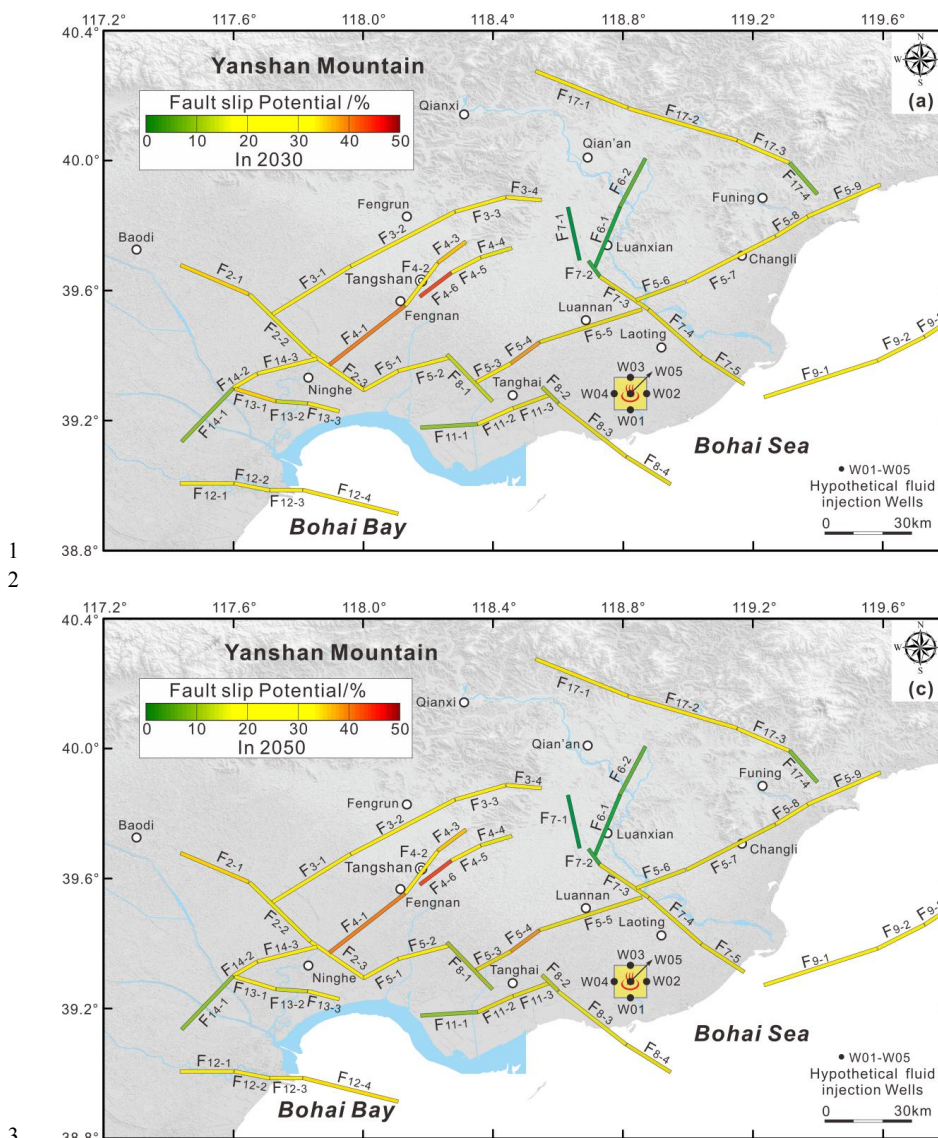 117.2 117.6 118.0 118.4 118.8 119.2 119.6
40.4°
Yanshan Mountain
N
W E
S
(a)
Fault slip Potential /%
0 10 20 30 40 50
In 2030
Qianxi
F17-1
F17-2
F17-3
F17-4
40.0°
Qian'an
F6-2
F3-4
Funing
F5-9
Fengrun
F3-3
F3-2
F7-1
F6-1
F5-8
Baodi
F4-3
F4-4
Luanxian
Changli
F2-1
F3-1
Tangshan
F4-2
F4-5
F7-2
F5-6
F5-7
39.6°
F4-6
F7-3
Fengnan
Luannan
F2-2
F4-1
F5-5
F7-4
Laoting
F9-2
F14-3
F5-4
F14-2
F5-1
F5-2
F5-3
F7-5
F9-1
F2-3
Ninghe
F8-1
Tanghai
F8-2
W03
W05
W04
W02
F13-1
F13-2
F13-3
F11-3
39.2°
F14-1
F11-1
F11-2
W01
F8-3
Bohai Sea
F8-4
W01-W05
Hypothetical fluid
injection Wells
F12-2
F12-1
F12-3
F12-4
Bohai Bay
0 30km
38.8°
1
2
117.2 117.6 118.0 118.4 118.8 119.2 119.6
40.4°
Yanshan Mountain
N
W E
S
(c)
Fault slip Potential/%
0 10 20 30 40 50
In 2050
Qianxi
F17-1
F17-2
F17-3
F17-4
40.0°
Qian'an
F6-2
F3-4
Funing
F5-9
Fengrun
F3-3
F3-2
F7-1
F6-1
F5-8
Baodi
F4-3
F4-4
Luanxian
Changli
F2-1
F3-1
Tangshan
F4-2
F4-5
F7-2
F5-6
F5-7
39.6°
F4-6
F7-3
Fengnan
Luannan
F2-2
F4-1
F5-5
F7-4
Laoting
F9-2
F14-3
F5-4
F14-2
F5-2
F5-3
F7-5
F9-1
F2-3
F5-1
Ninghe
F8-1
Tanghai
F8-2
W03
W05
W04
W02
F13-1
F13-2
F13-3
F11-3
39.2°
F14-1
F11-1
F11-2
W01
F8-3
Bohai Sea
F8-4
W01-W05
Hypothetical fluid
injection Wells
F12-1
F12-2
F12-3
F12-4
Bohai Bay
0 30km
38.8°
3